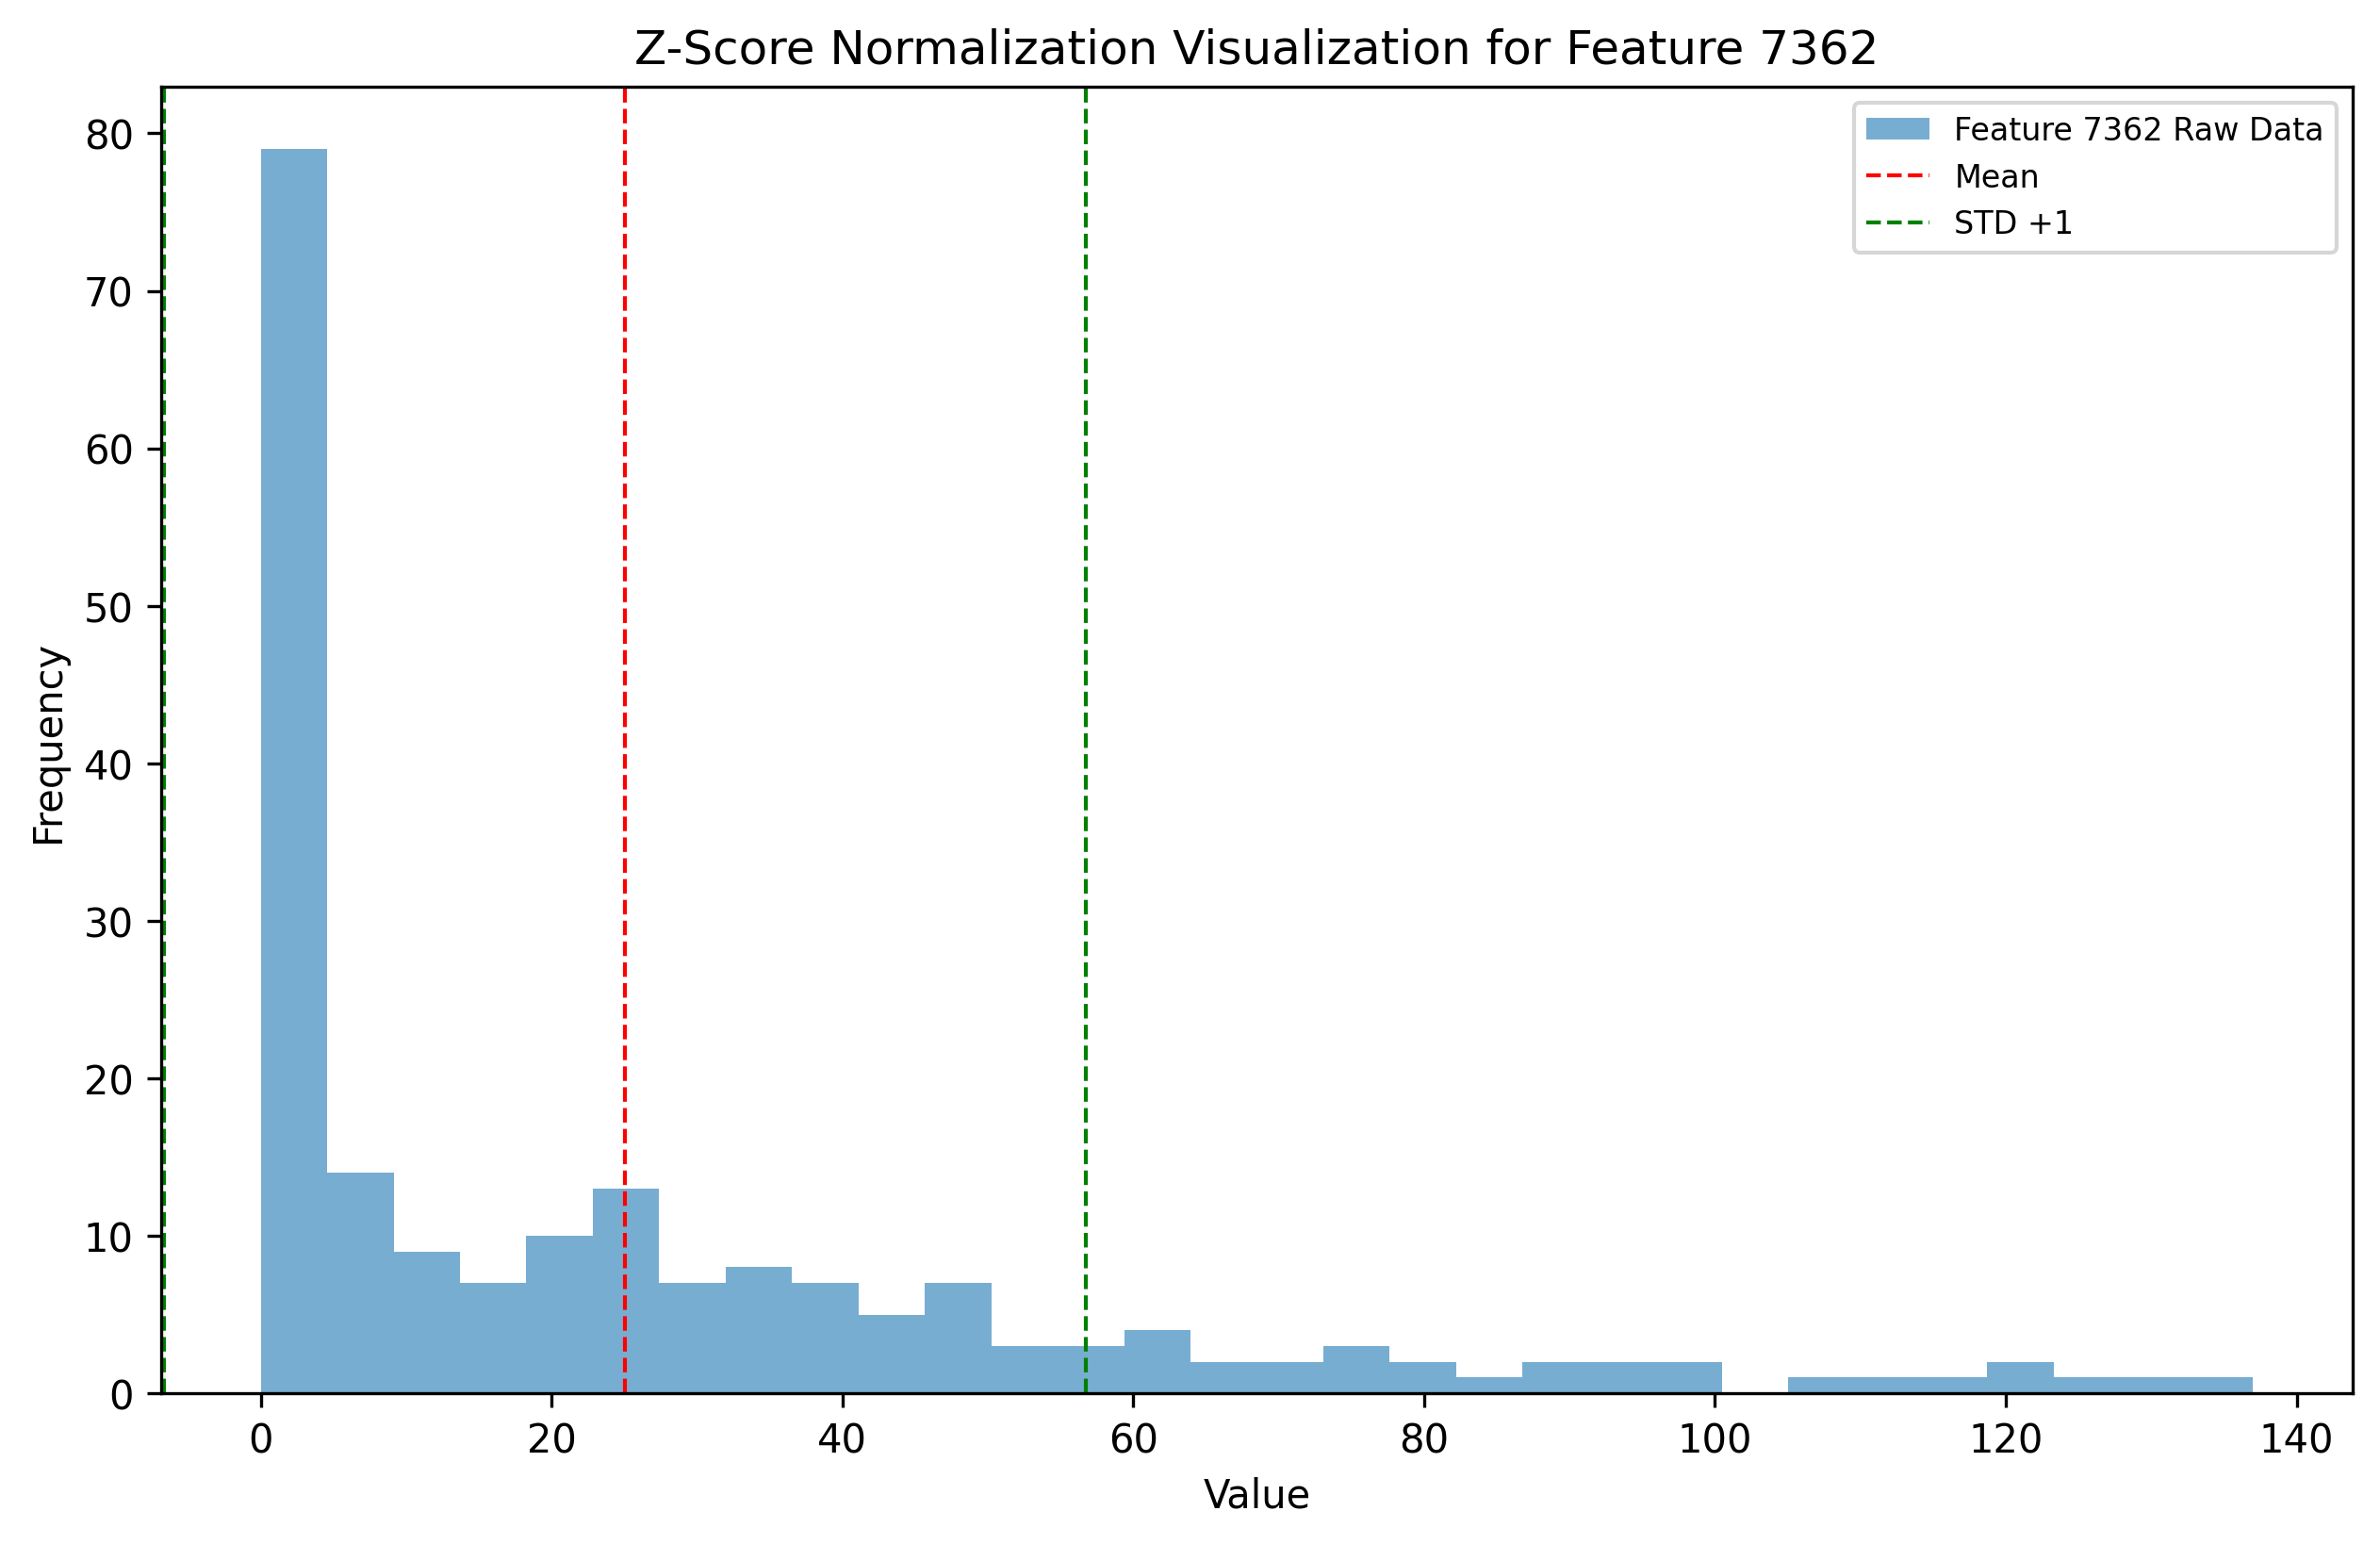 Z-Score Normalization Visualization for Feature 7362
Feature 7362 Raw Data
Mean
STD +1
80
70
60
50
40
30
20
10
0
Frequency
0 20 40 60 80 100 120 140
Value